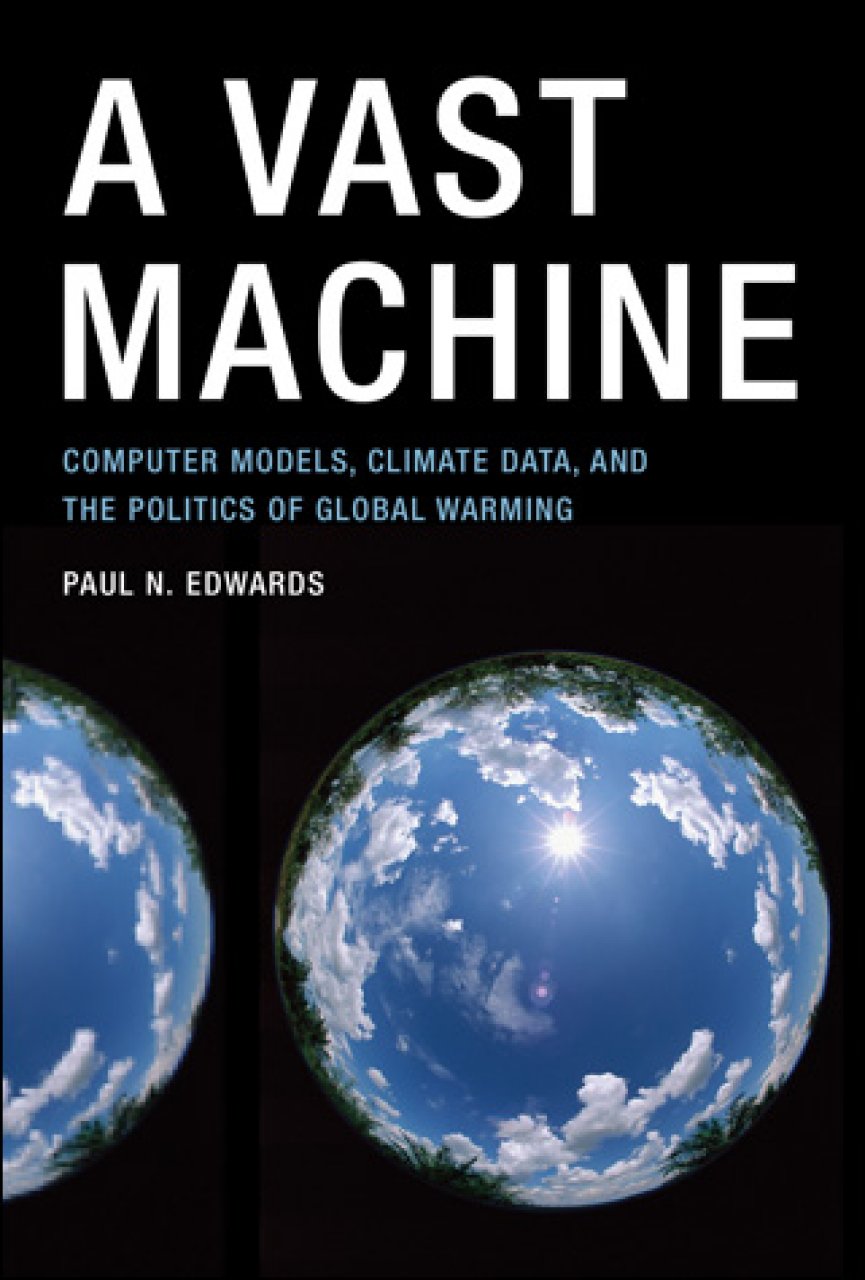 A VAST
MACHINE
COMPUTER MODELS, CLIMATE DATA, AND
THE POLITICS OF GLOBAL WARMING
PAUL N. EDWARDS